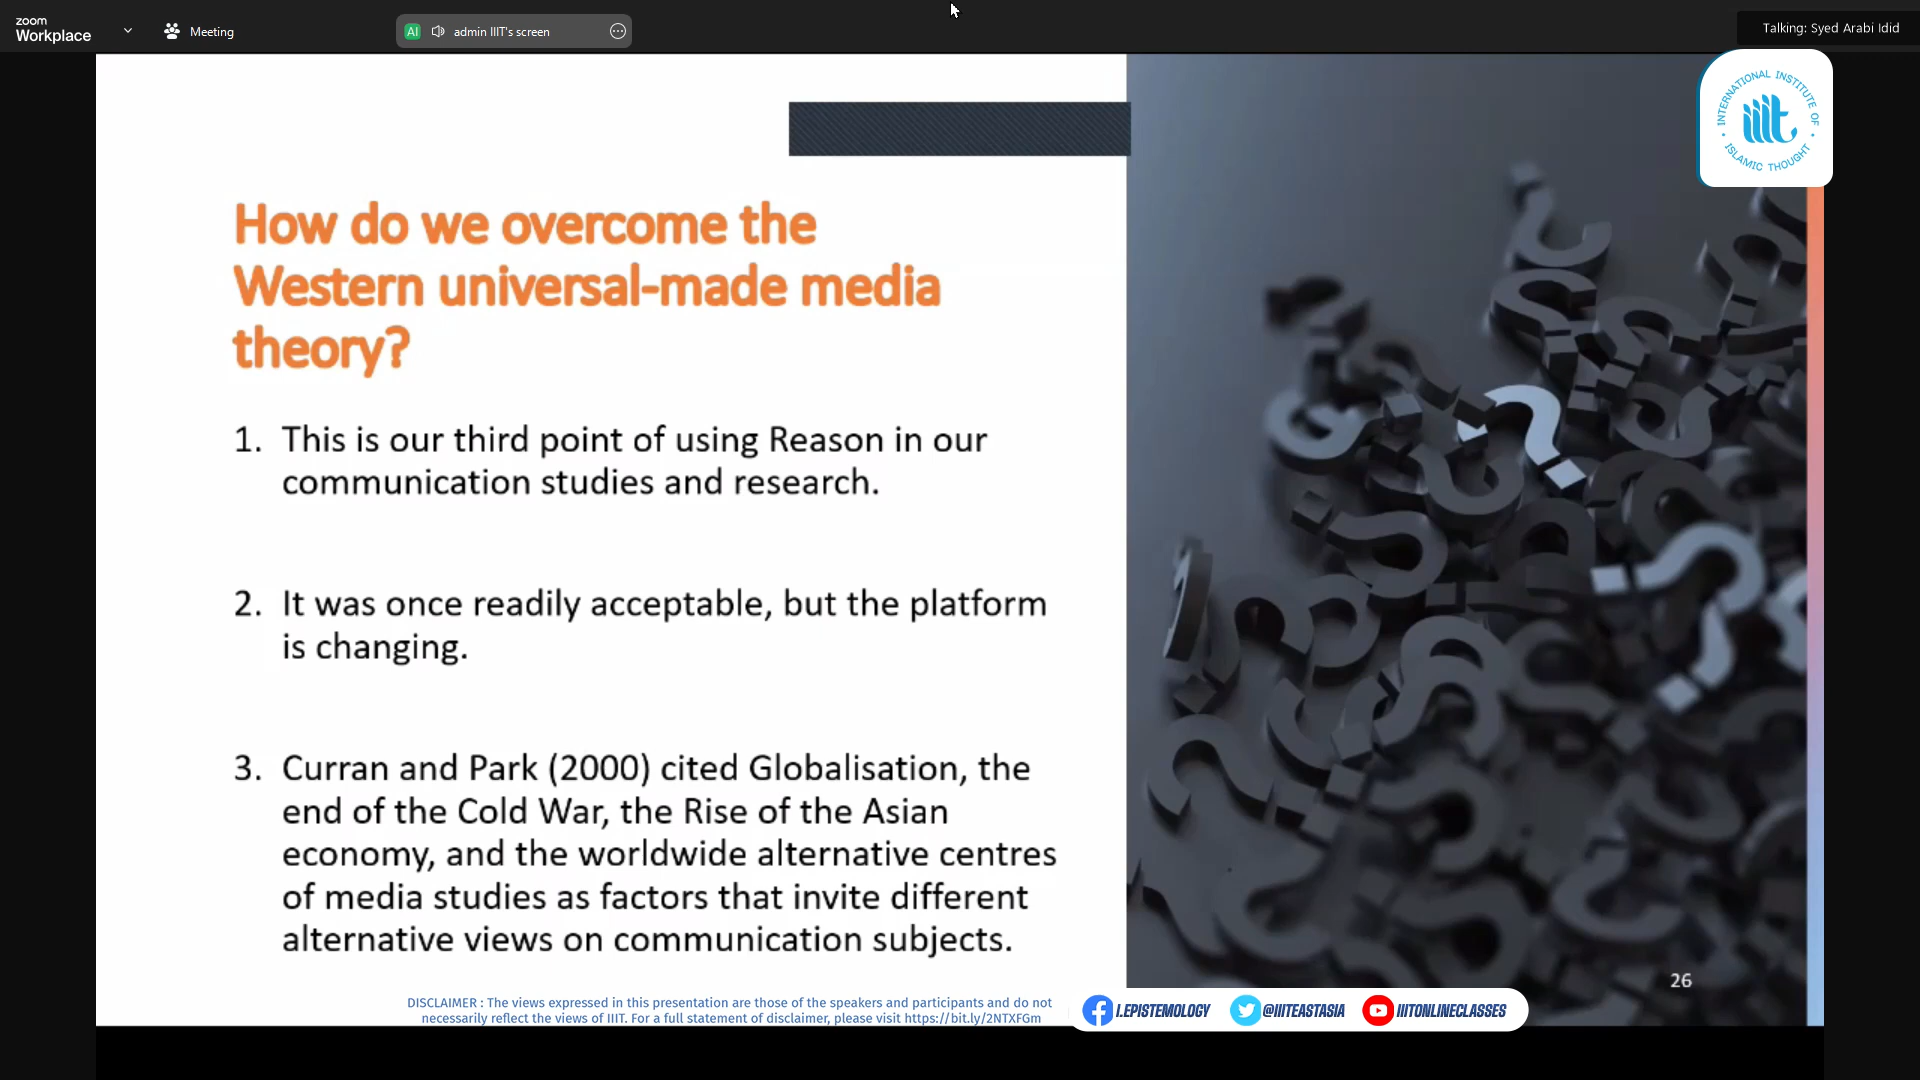 zoom
Workplace
Meeting
AI
admin IIIT's screen
Talking: Syed Arabi Idid
INTERNATIONAL INSTITUTE OF
iiit
ISLAMIC THOUGHT
How do we overcome the
Western universal-made media
theory?
1. This is our third point of using Reason in our
communication studies and research.
2. It was once readily acceptable, but the platform
is changing.
3. Curran and Park (2000) cited Globalisation, the
end of the Cold War, the Rise of the Asian
economy, and the worldwide alternative centres
of media studies as factors that invite different
alternative views on communication subjects.
26
DISCLAIMER : The views expressed in this presentation are those of the speakers and participants and do not
necessarily reflect the views of IIIT. For a full statement of disclaimer, please visit https://bit.ly/2NTXFGm
I.EPISTEMOLOGY
@IIITEASTASIA
IIITONLINECLASSES